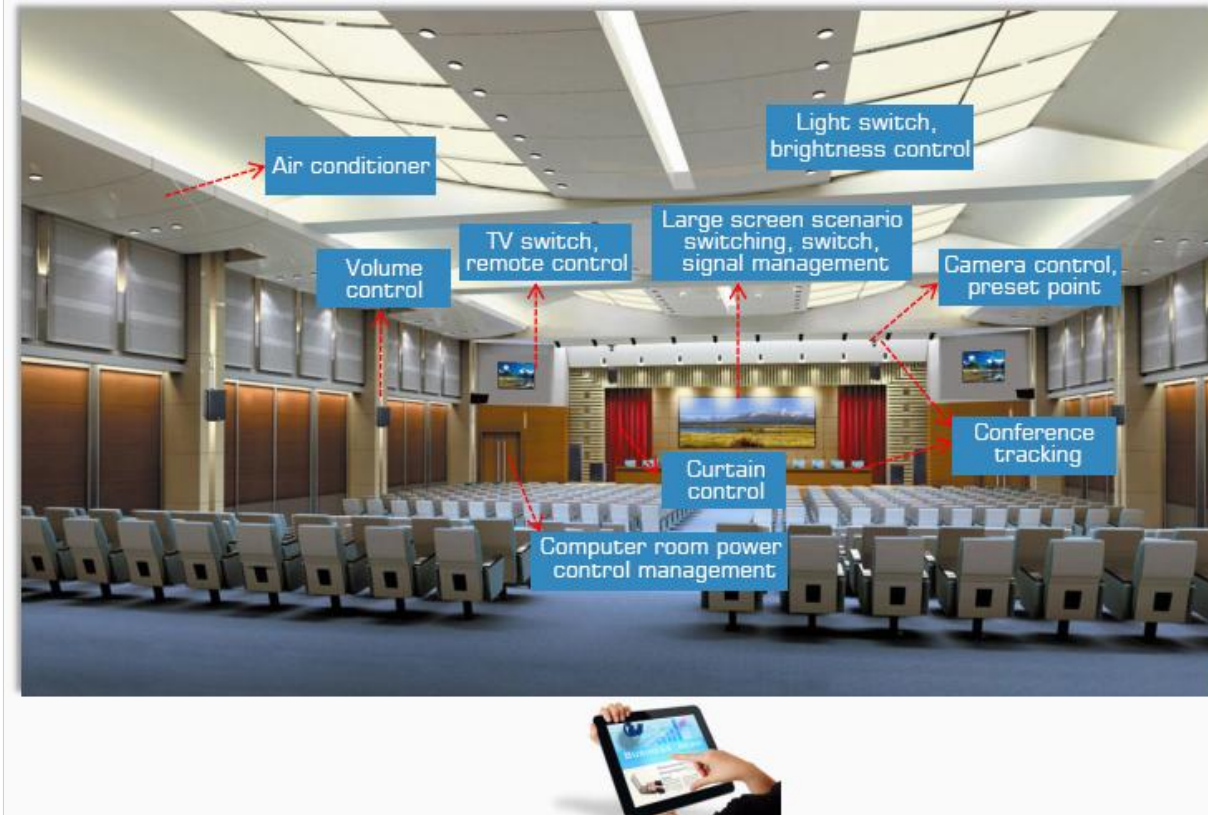 Light switch,
brightness control
Air conditioner
Large screen scenario
switching, switch,
signal management
TV switch,
remote control
Volume
control
Camera control,
preset point
Conference
tracking
Curtain
control
Computer room power
control management